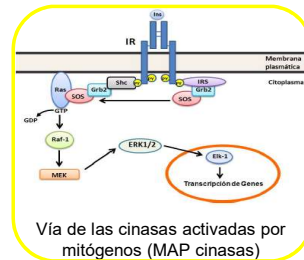 Ins
IR
Membrana
plasmática
Citoplasma
Ras
SOS
Grb2
Shc
IRS
Grb2
SOS
GDP
GTP
Raf-1
MEK
ERK1/2
Elk-1
Transcripción de Genes
Vía de las cinasas activadas por
mitógenos (MAP cinasas)